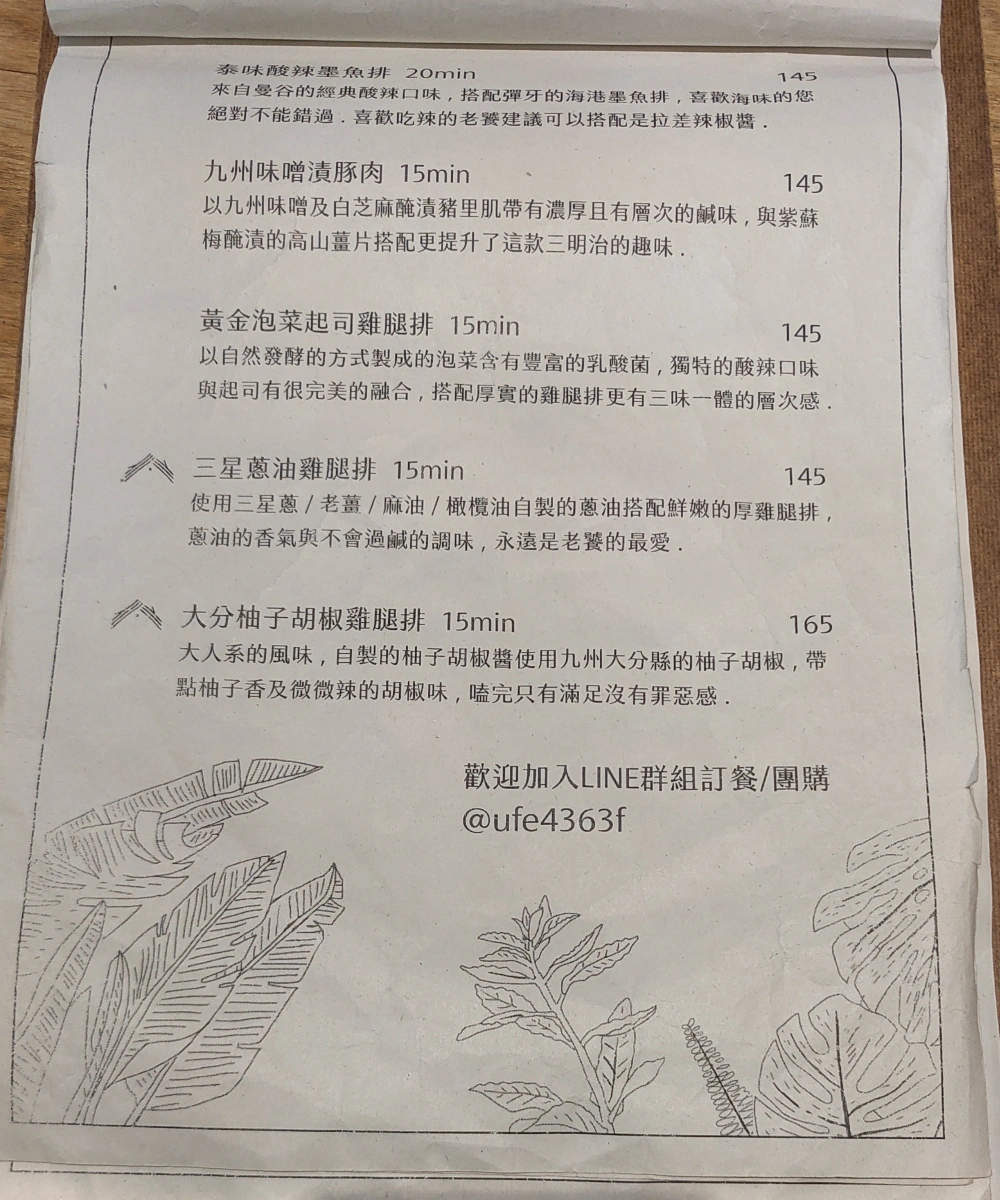 泰味酸辣墨魚排 20min 145
來自曼谷的經典酸辣口味，搭配彈牙的海港墨魚排，喜歡海味的您
絕對不能錯過．喜歡吃辣的老饕建議可以搭配是拉差辣椒醬．
九州味噌漬豚肉 15min 145
以九州味噌及白芝麻醃漬豬里肌帶有濃厚且有層次的鹹味，與紫蘇
梅醃漬的高山薑片搭配更提升了這款三明治的趣味．
黃金泡菜起司雞腿排 15min 145
以自然發酵的方式製成的泡菜含有豐富的乳酸菌，獨特的酸辣口味
與起司有很完美的融合，搭配厚實的雞腿排更有三味一體的層次感．
三星蔥油雞腿排 15min 145
使用三星蔥/老薑/麻油/橄欖油自製的蔥油搭配鮮嫩的厚雞腿排，
蔥油的香氣與不會過鹹的調味，永遠是老饕的最愛．
大分柚子胡椒雞腿排 15min 165
大人系的風味，自製的柚子胡椒醬使用九州大分縣的柚子胡椒，帶
點柚子香及微微辣的胡椒味，嗑完只有滿足沒有罪惡感．
歡迎加入LINE群組訂餐/團購
@ufe4363f